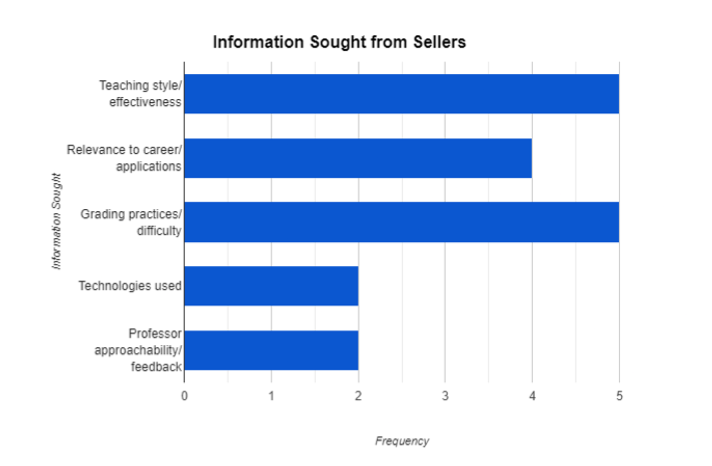 Information Sought from Sellers
Teaching style/
effectiveness
Relevance to career/
applications
Grading practices/
difficulty
Technologies used
Professor
approachability/
feedback
Information Sought
0 1 2 3 4 5
Frequency